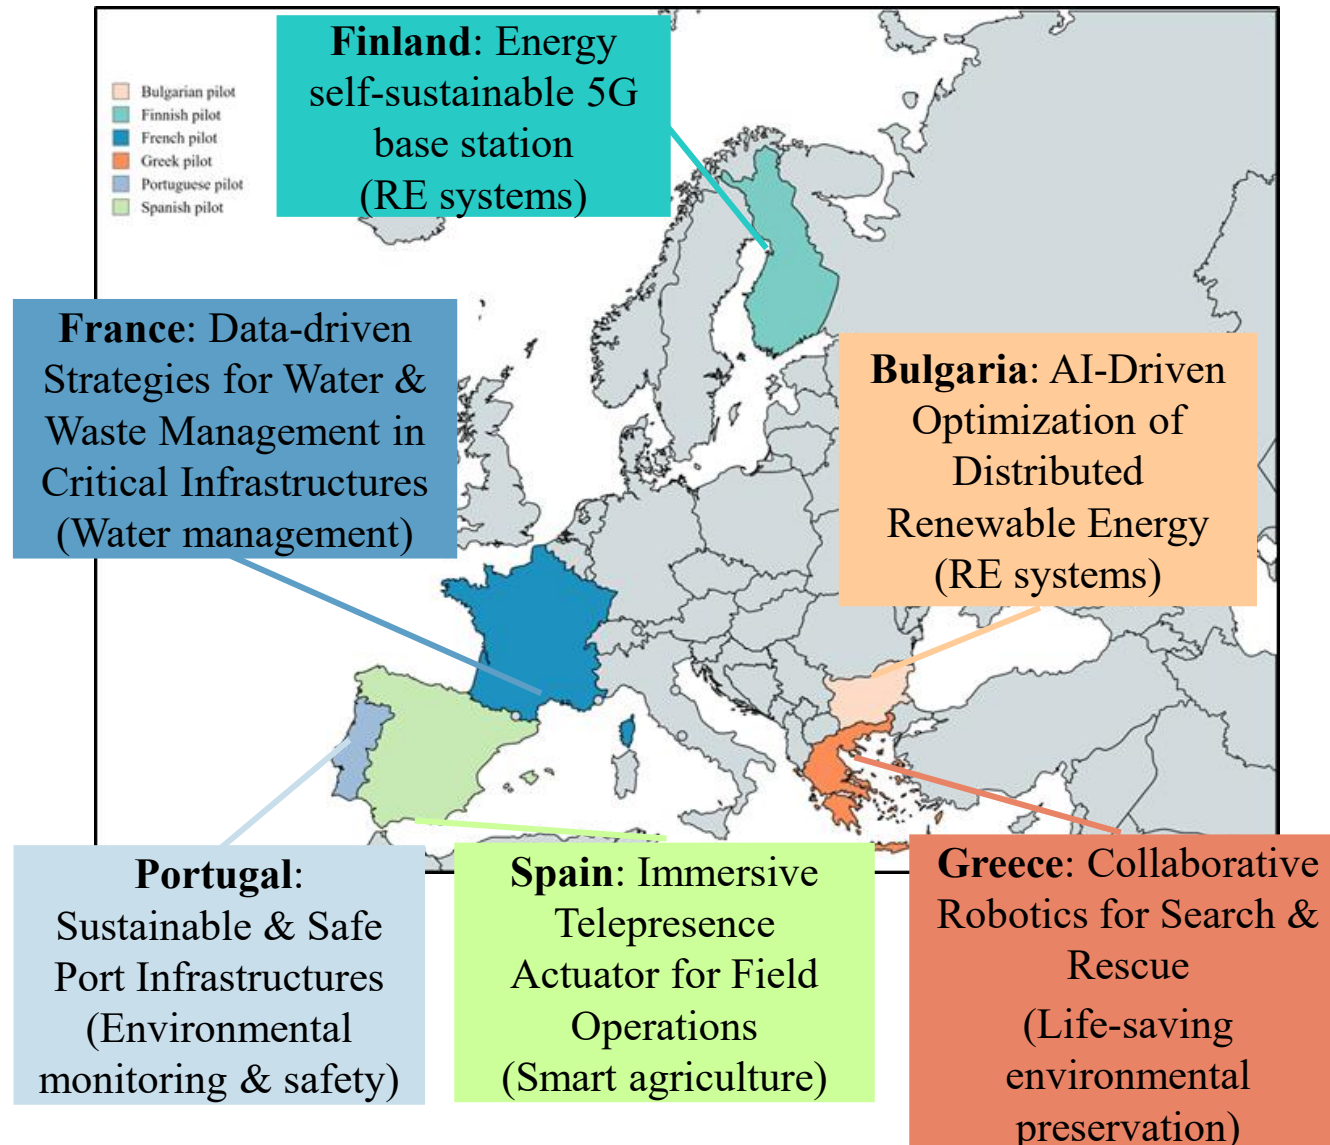 Finland: Energy
self-sustainable 5G
base station
(RE systems)
Bulgarian pilot
Finnish pilot
French pilot
Greek pilot
Portuguese pilot
Spanish pilot
France: Data-driven
Strategies for Water &
Waste Management in
Critical Infrastructures
(Water management)
Bulgaria: AI-Driven
Optimization of
Distributed
Renewable Energy
(RE systems)
Portugal:
Sustainable & Safe
Port Infrastructures
(Environmental
monitoring & safety)
Spain: Immersive
Telepresence
Actuator for Field
Operations
(Smart agriculture)
Greece: Collaborative
Robotics for Search &
Rescue
(Life-saving
environmental
preservation)